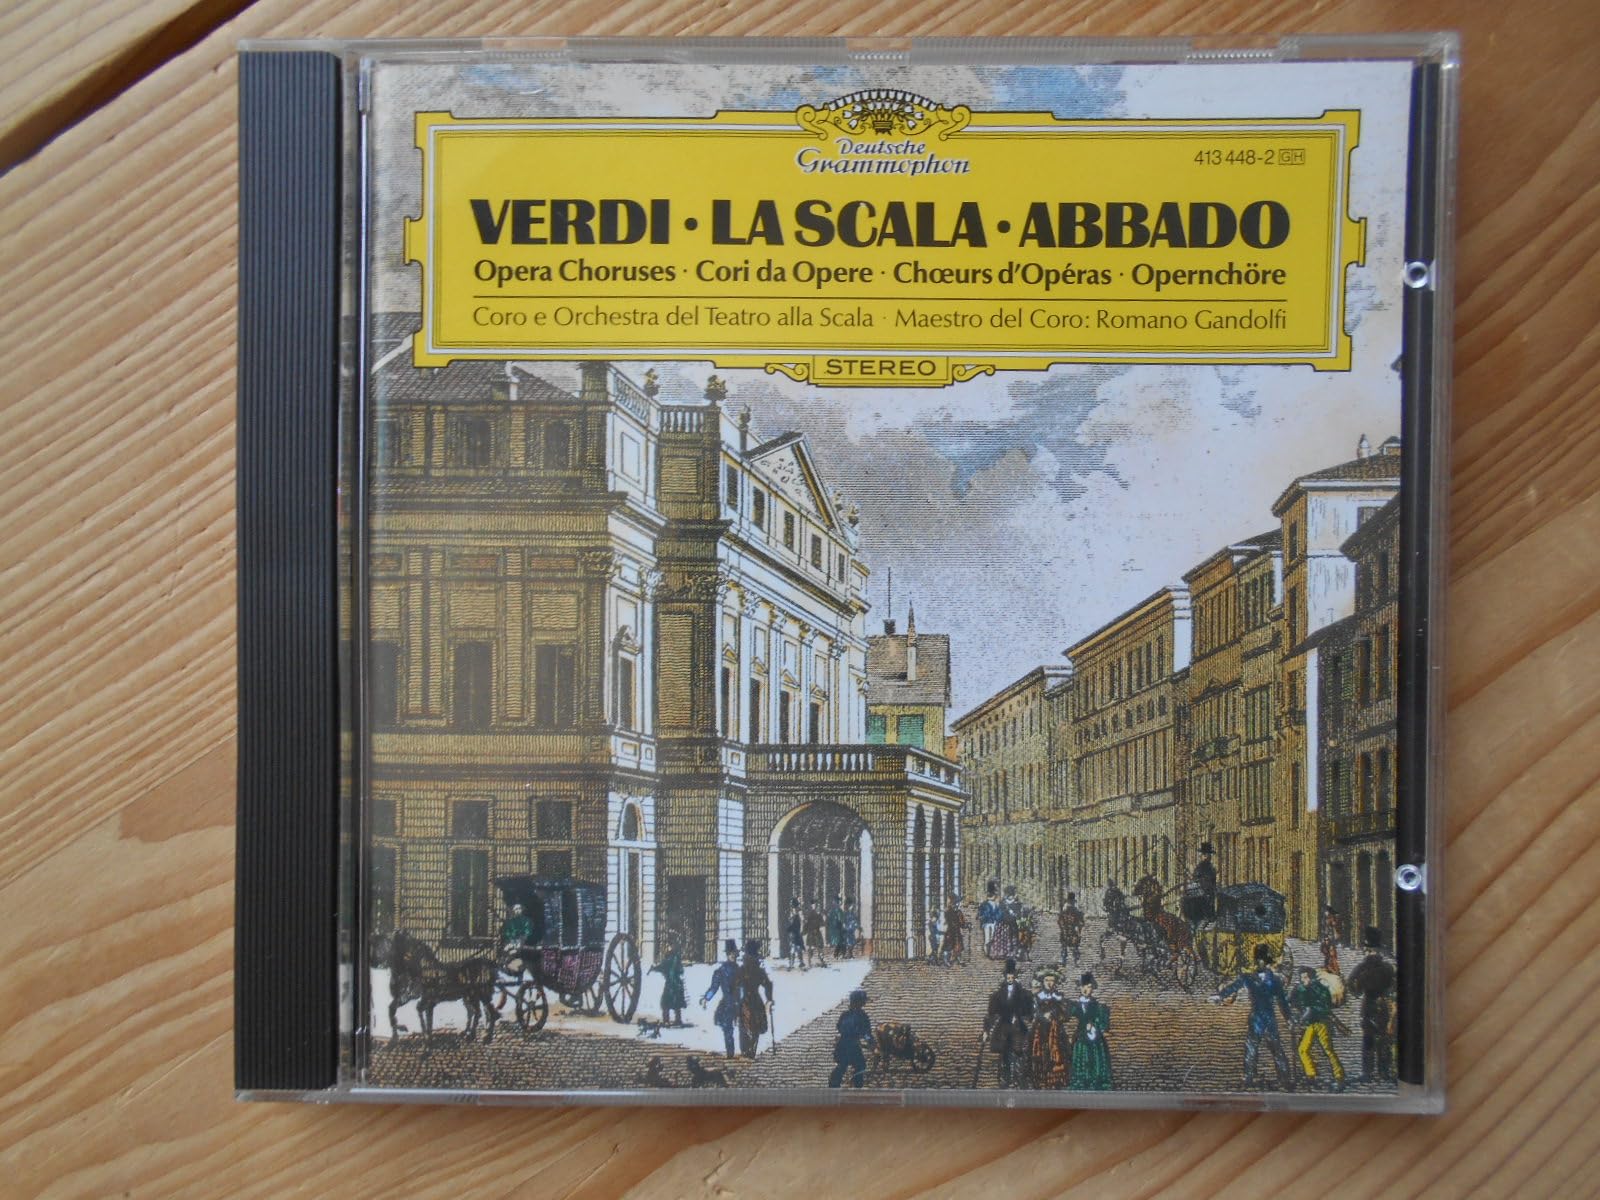 Deutsche
Grammophon
413 448-2 GH
VERDI · LA SCALA · ABBADO
Opera Choruses · Cori da Opere · Chœurs d'Opéras · Opernchöre
Coro e Orchestra del Teatro alla Scala · Maestro del Coro: Romano Gandolfi
STEREO